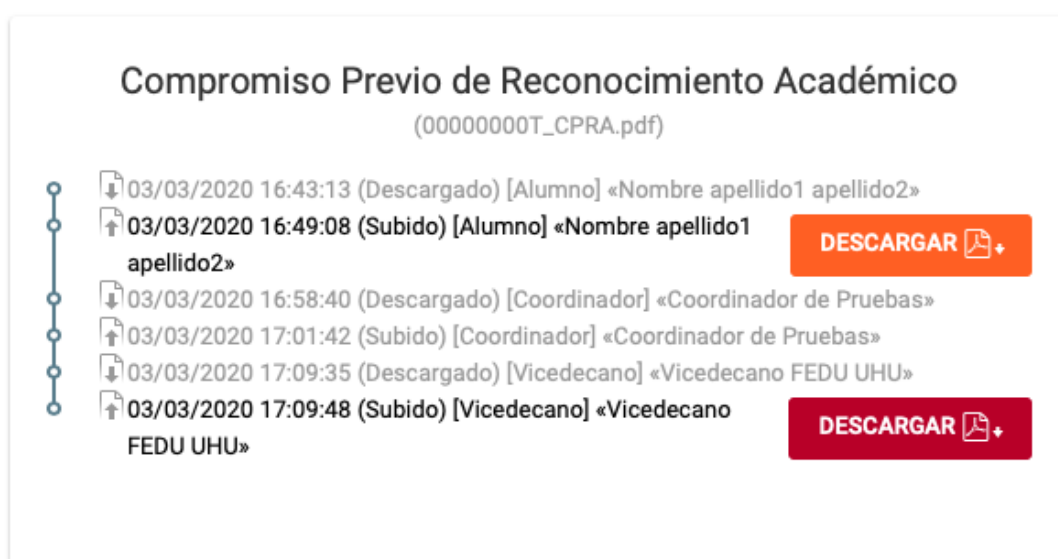 Compromiso Previo de Reconocimiento Académico
(00000000T_CPRA.pdf)
03/03/2020 16:43:13 (Descargado) [Alumno] «Nombre apellido1 apellido2»
03/03/2020 16:49:08 (Subido) [Alumno] «Nombre apellido1
apellido2»
DESCARGAR
03/03/2020 16:58:40 (Descargado) [Coordinador] «Coordinador de Pruebas»
03/03/2020 17:01:42 (Subido) [Coordinador] «Coordinador de Pruebas»
03/03/2020 17:09:35 (Descargado) [Vicedecano] «Vicedecano FEDU UHU»
03/03/2020 17:09:48 (Subido) [Vicedecano] «Vicedecano
FEDU UHU»
DESCARGAR